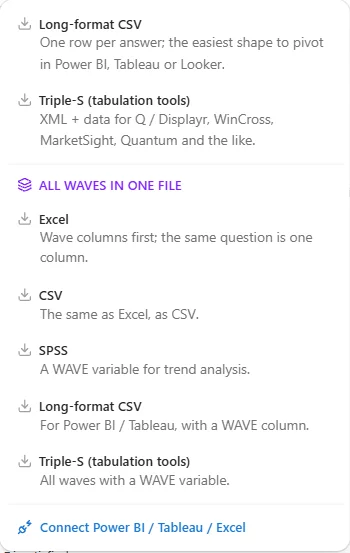 Long-format CSV
One row per answer; the easiest shape to pivot
in Power BI, Tableau or Looker.
Triple-S (tabulation tools)
XML + data for Q / Displayr, WinCross,
MarketSight, Quantum and the like.
ALL WAVES IN ONE FILE
Excel
Wave columns first; the same question is one
column.
CSV
The same as Excel, as CSV.
SPSS
A WAVE variable for trend analysis.
Long-format CSV
For Power BI / Tableau, with a WAVE column.
Triple-S (tabulation tools)
All waves with a WAVE variable.
Connect Power BI / Tableau / Excel